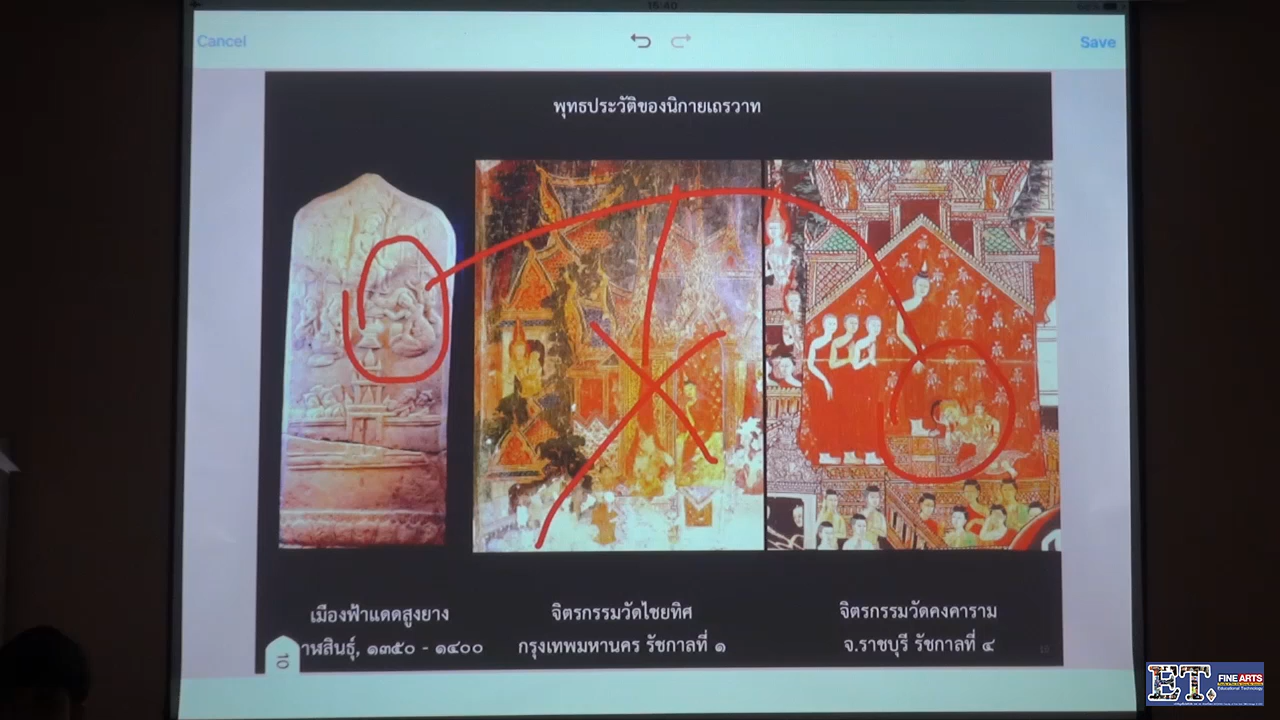 15:40
Cancel
Save
พุทธประวัติของนิกายเถรวาท
เมืองฟ้าแดดสูงยาง
าฬสินธุ์, ๑๓๕๐ - ๑๔๐๐
จิตรกรรมวัดไชยทิศ
กรุงเทพมหานคร รัชกาลที่ ๑
จิตรกรรมวัดคงคาราม
จ.ราชบุรี รัชกาลที่ ๔
10
ET.
FINE ARTS
Educational Technology